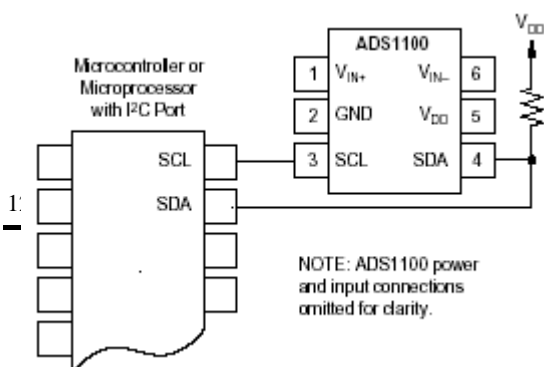 V_DD
ADS1100
Microcontroller or
Microprocessor
with I²C Port
1 V_IN+ V_IN– 6
2 GND V_DD 5
SCL 3 SCL SDA 4
SDA
NOTE: ADS1100 power
and input connections
omitted for clarity.